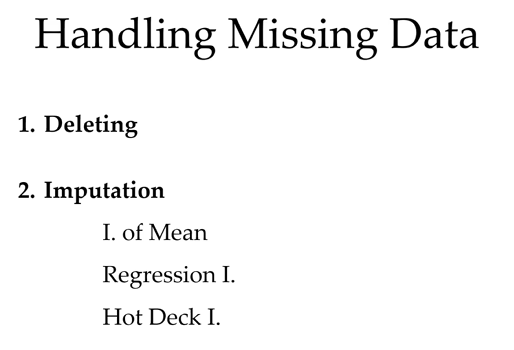 Handling Missing Data
1. Deleting
2. Imputation
I. of Mean
Regression I.
Hot Deck I.